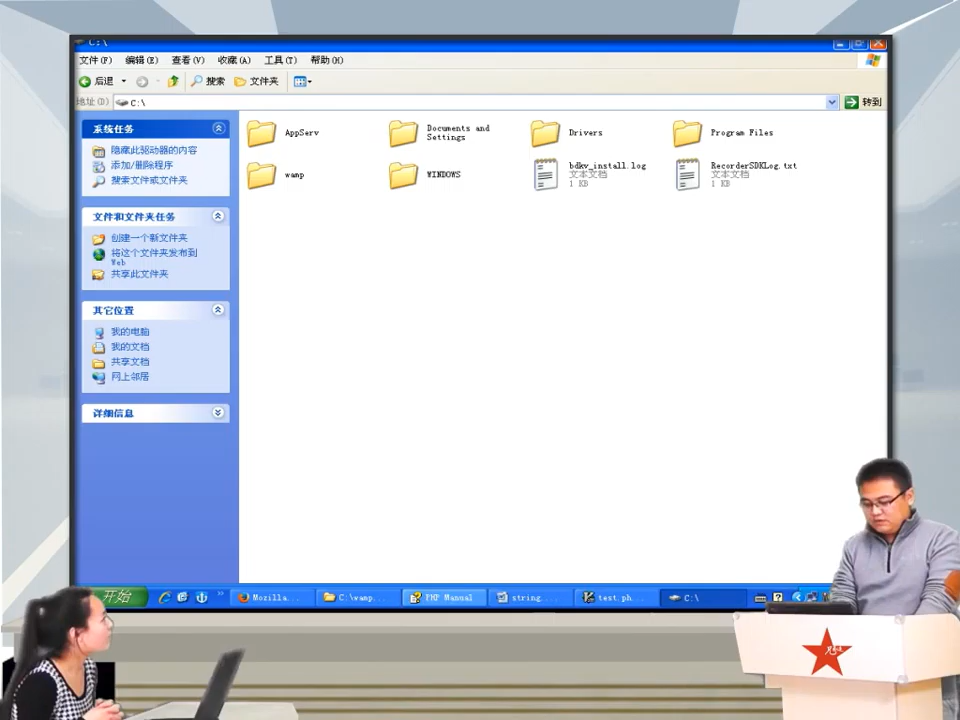 C:\
文件(F) 编辑(E) 查看(V) 收藏(A) 工具(T) 帮助(H)
后退 搜索 文件夹
地址(D) C:\ 转到
系统任务
隐藏此驱动器的内容
添加/删除程序
搜索文件或文件夹
文件和文件夹任务
创建一个新文件夹
将这个文件夹发布到
Web
共享此文件夹
其它位置
我的电脑
我的文档
共享文档
网上邻居
详细信息
AppServ
Documents and
Settings
Drivers
Program Files
wamp
WINDOWS
bdkv_install.log
文本文档
1 KB
RecorderSDKLog.txt
文本文档
1 KB
开始 Mozilla... C:\wamp... PHP Manual string... test.ph... C:\